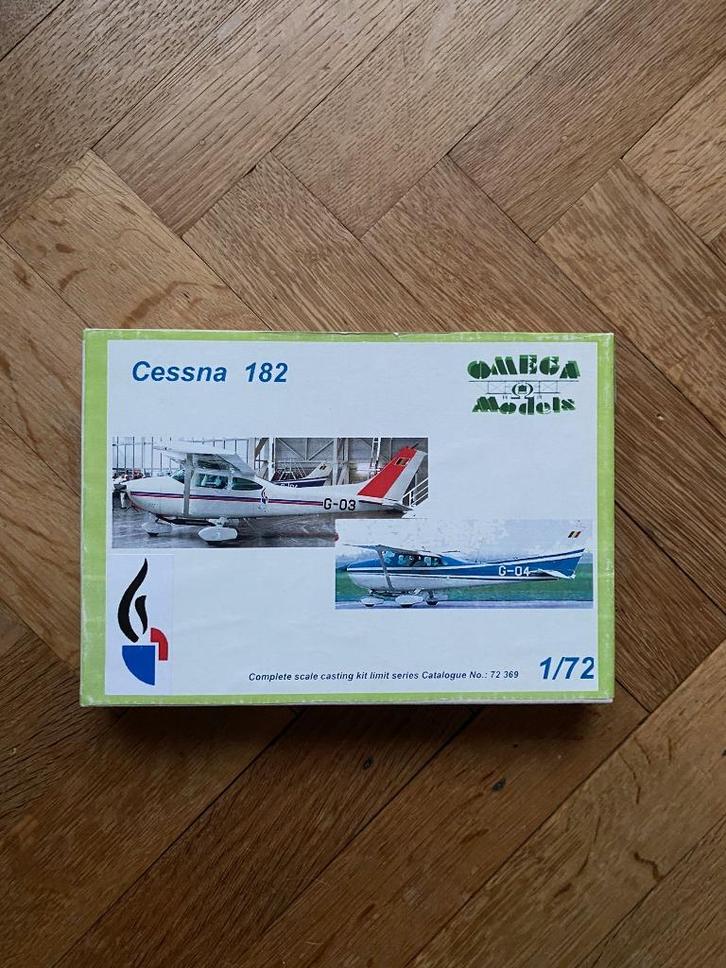 Cessna 182
OMEGA
Models
G-03
G-04
Complete scale casting kit limit series Catalogue No.: 72 369
1/72